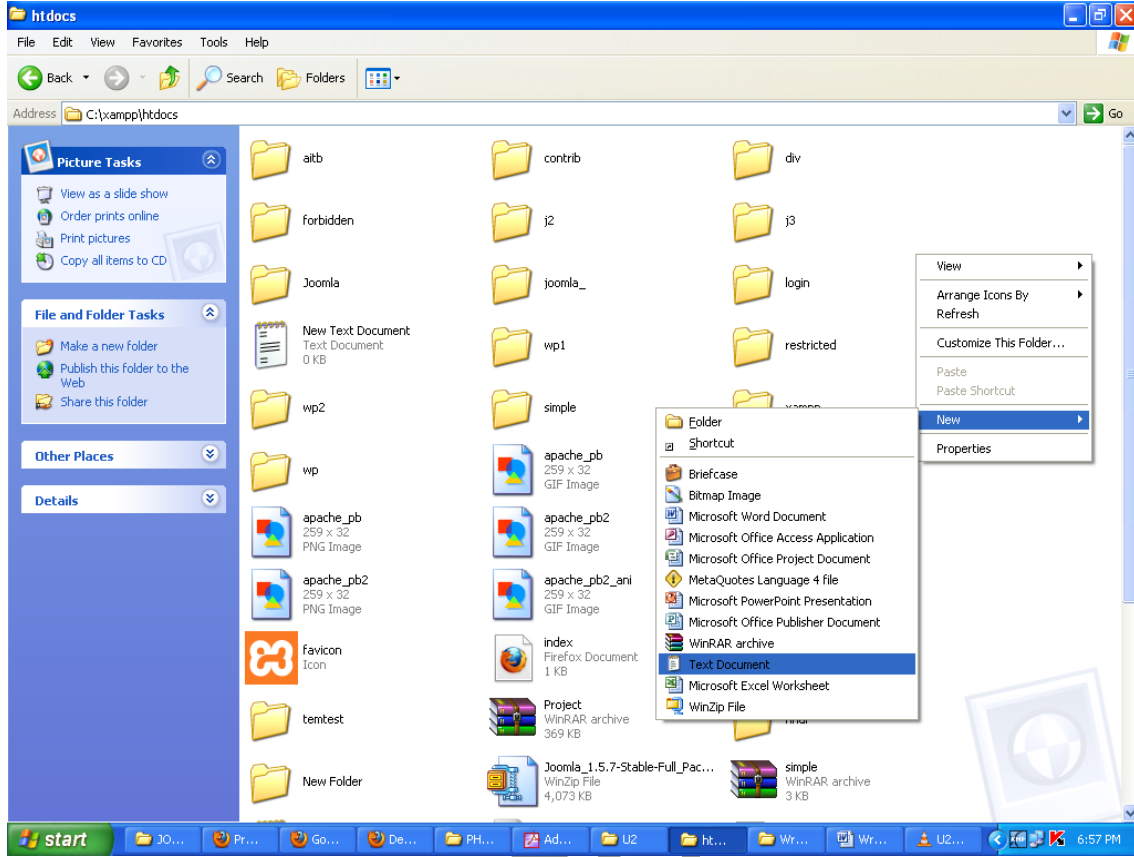 htdocs
File Edit View Favorites Tools Help
Back Search Folders
Address C:\xampp\htdocs Go
Picture Tasks
View as a slide show
Order prints online
Print pictures
Copy all items to CD
File and Folder Tasks
Make a new folder
Publish this folder to the
Web
Share this folder
Other Places
Details
aitb contrib div
forbidden j2 j3
Joomla joomla_ login
New Text Document
Text Document
0 KB
wp1 restricted
wp2 simple xampp
wp
apache_pb
259 x 32
GIF Image
apache_pb
259 x 32
PNG Image
apache_pb2
259 x 32
GIF Image
apache_pb2
259 x 32
PNG Image
apache_pb2_ani
259 x 32
GIF Image
favicon
Icon
index
Firefox Document
1 KB
temtest
Project
WinRAR archive
369 KB
New Folder
Joomla_1.5.7-Stable-Full_Pac...
WinZip File
4,073 KB
simple
WinRAR archive
3 KB
View
Arrange Icons By
Refresh
Customize This Folder...
Paste
Paste Shortcut
New
Properties
Folder
Shortcut
Briefcase
Bitmap Image
Microsoft Word Document
Microsoft Office Access Application
Microsoft Office Project Document
MetaQuotes Language 4 file
Microsoft PowerPoint Presentation
Microsoft Office Publisher Document
WinRAR archive
Text Document
Microsoft Excel Worksheet
WinZip File
start JO... Pr... Go... De... PH... Ad... U2 ht... Wr... Wr... U2... 6:57 PM